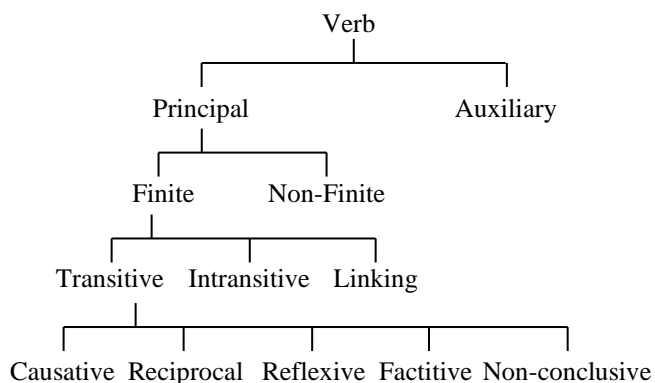 Verb
Principal Auxiliary
Finite Non-Finite
Transitive Intransitive Linking
Causative Reciprocal Reflexive Factitive Non-conclusive